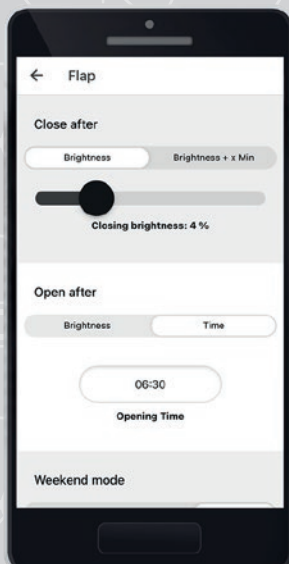 ← Flap
Close after
Brightness Brightness + x Min
Closing brightness: 4 %
Open after
Brightness Time
06:30
Opening Time
Weekend mode